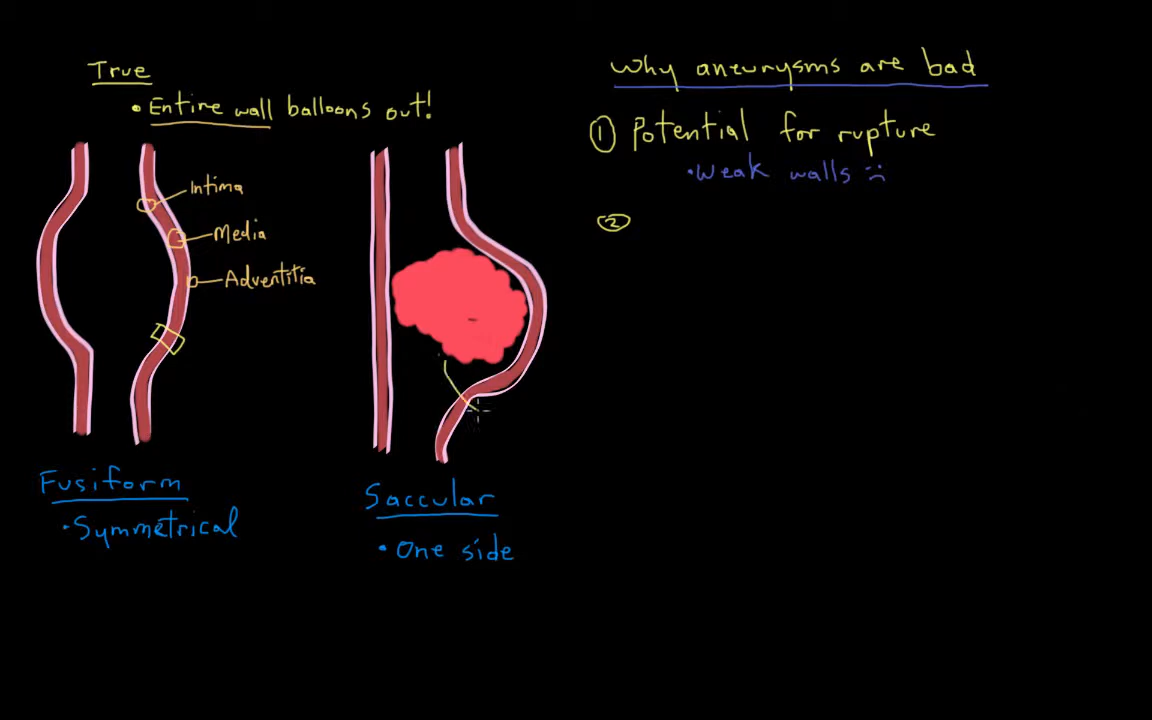 True
• Entire wall balloons out!
Intima
Media
Adventitia
Fusiform
• Symmetrical
Saccular
• One side
Why aneurysms are bad
① Potential for rupture
• Weak walls :(
②